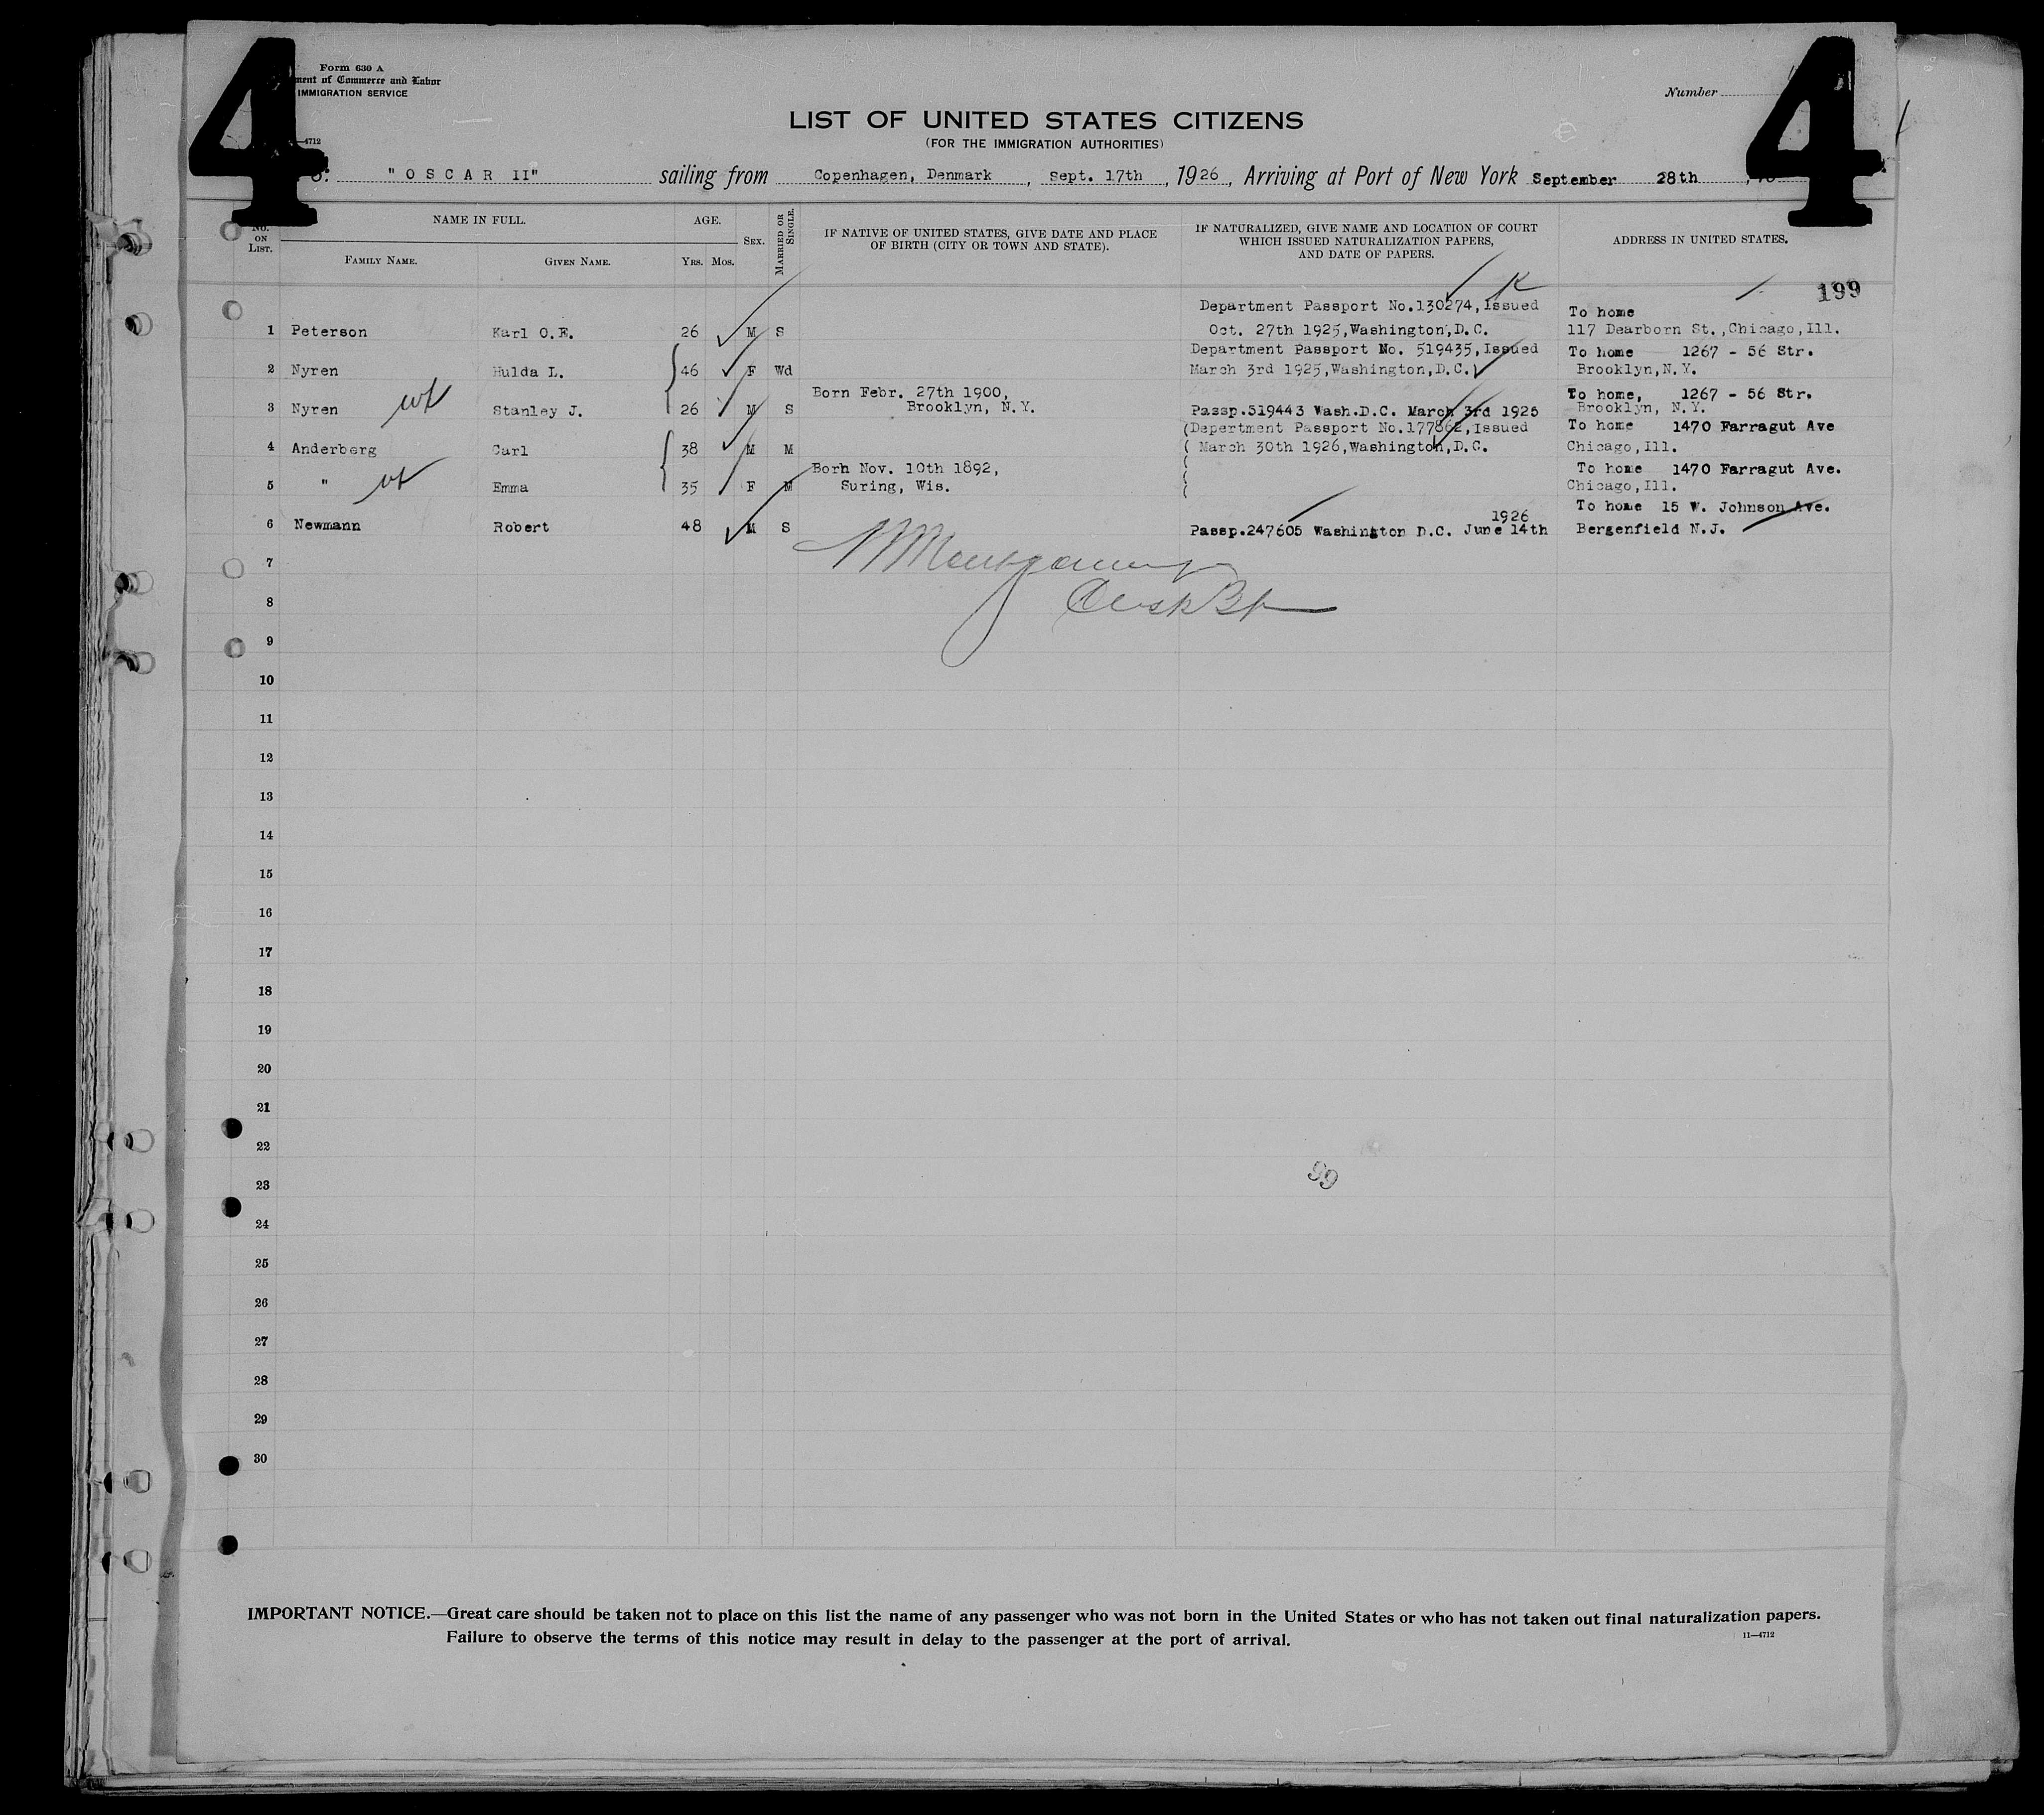 4
4
Form 630 A
ment of Commerce and Labor
IMMIGRATION SERVICE
Number
—4712
LIST OF UNITED STATES CITIZENS
(FOR THE IMMIGRATION AUTHORITIES)
S: "OSCAR II" sailing from Copenhagen, Denmark, Sept. 17th, 1926, Arriving at Port of New York September 28th
No. ON LIST.
NAME IN FULL.
FAMILY NAME. GIVEN NAME.
AGE.
YRS. MOS.
SEX.
MARRIED OR SINGLE.
IF NATIVE OF UNITED STATES, GIVE DATE AND PLACE
OF BIRTH (CITY OR TOWN AND STATE).
IF NATURALIZED, GIVE NAME AND LOCATION OF COURT
WHICH ISSUED NATURALIZATION PAPERS,
AND DATE OF PAPERS.
ADDRESS IN UNITED STATES.
199
Department Passport No.130274, Issued To home
1 Peterson Karl O.E. 26 M S Oct. 27th 1925, Washington, D.C. 117 Dearborn St., Chicago, Ill.
Department Passport No. 519435, Issued To home 1267 - 56 Str.
2 Nyren Hulda L. 46 F Wd March 3rd 1925, Washington, D.C. Brooklyn, N.Y.
Born Febr. 27th 1900, To home, 1267 - 56 Str.
3 Nyren Stanley J. 26 M S Brooklyn, N.Y. Passp.519443 Wash.D.C. March 3rd 1925 Brooklyn, N.Y.
(Depertment Passport No.177862, Issued To home 1470 Farragut Ave
4 Anderberg Carl 38 M M ( March 30th 1926, Washington, D.C. Chicago, Ill.
Born Nov. 10th 1892, To home 1470 Farragut Ave.
5 " Emma 35 F M Suring, Wis. Chicago, Ill.
1926 To home 15 W. Johnson Ave.
6 Newmann Robert 48 M S Passp.247605 Washington D.C. June 14th Bergenfield N.J.
7
8
9
10
11
12
13
14
15
16
17
18
19
20
21
22
23
24
25
26
27
28
29
30
99
IMPORTANT NOTICE.—Great care should be taken not to place on this list the name of any passenger who was not born in the United States or who has not taken out final naturalization papers.
Failure to observe the terms of this notice may result in delay to the passenger at the port of arrival.
11—4712